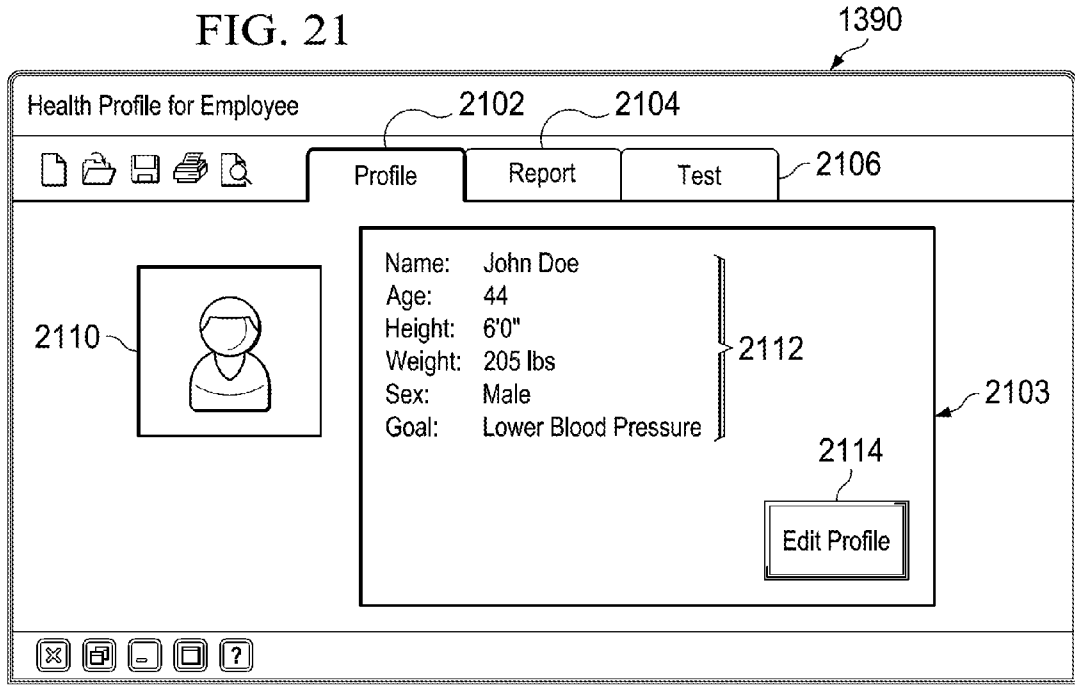 FIG. 21
1390
Health Profile for Employee
2102
2104
Profile
Report
Test
2106
2110
Name: John Doe
Age: 44
Height: 6'0"
Weight: 205 lbs
Sex: Male
Goal: Lower Blood Pressure
2112
2103
2114
Edit Profile
?